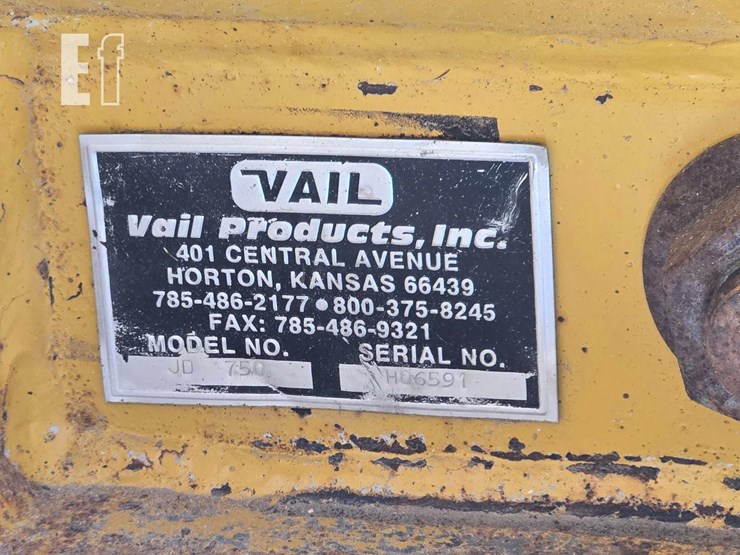 Ef
VAIL
Vail Products, Inc.
401 CENTRAL AVENUE
HORTON, KANSAS 66439
785-486-2177 • 800-375-8245
FAX: 785-486-9321
MODEL NO. SERIAL NO.
JD 750 H06591